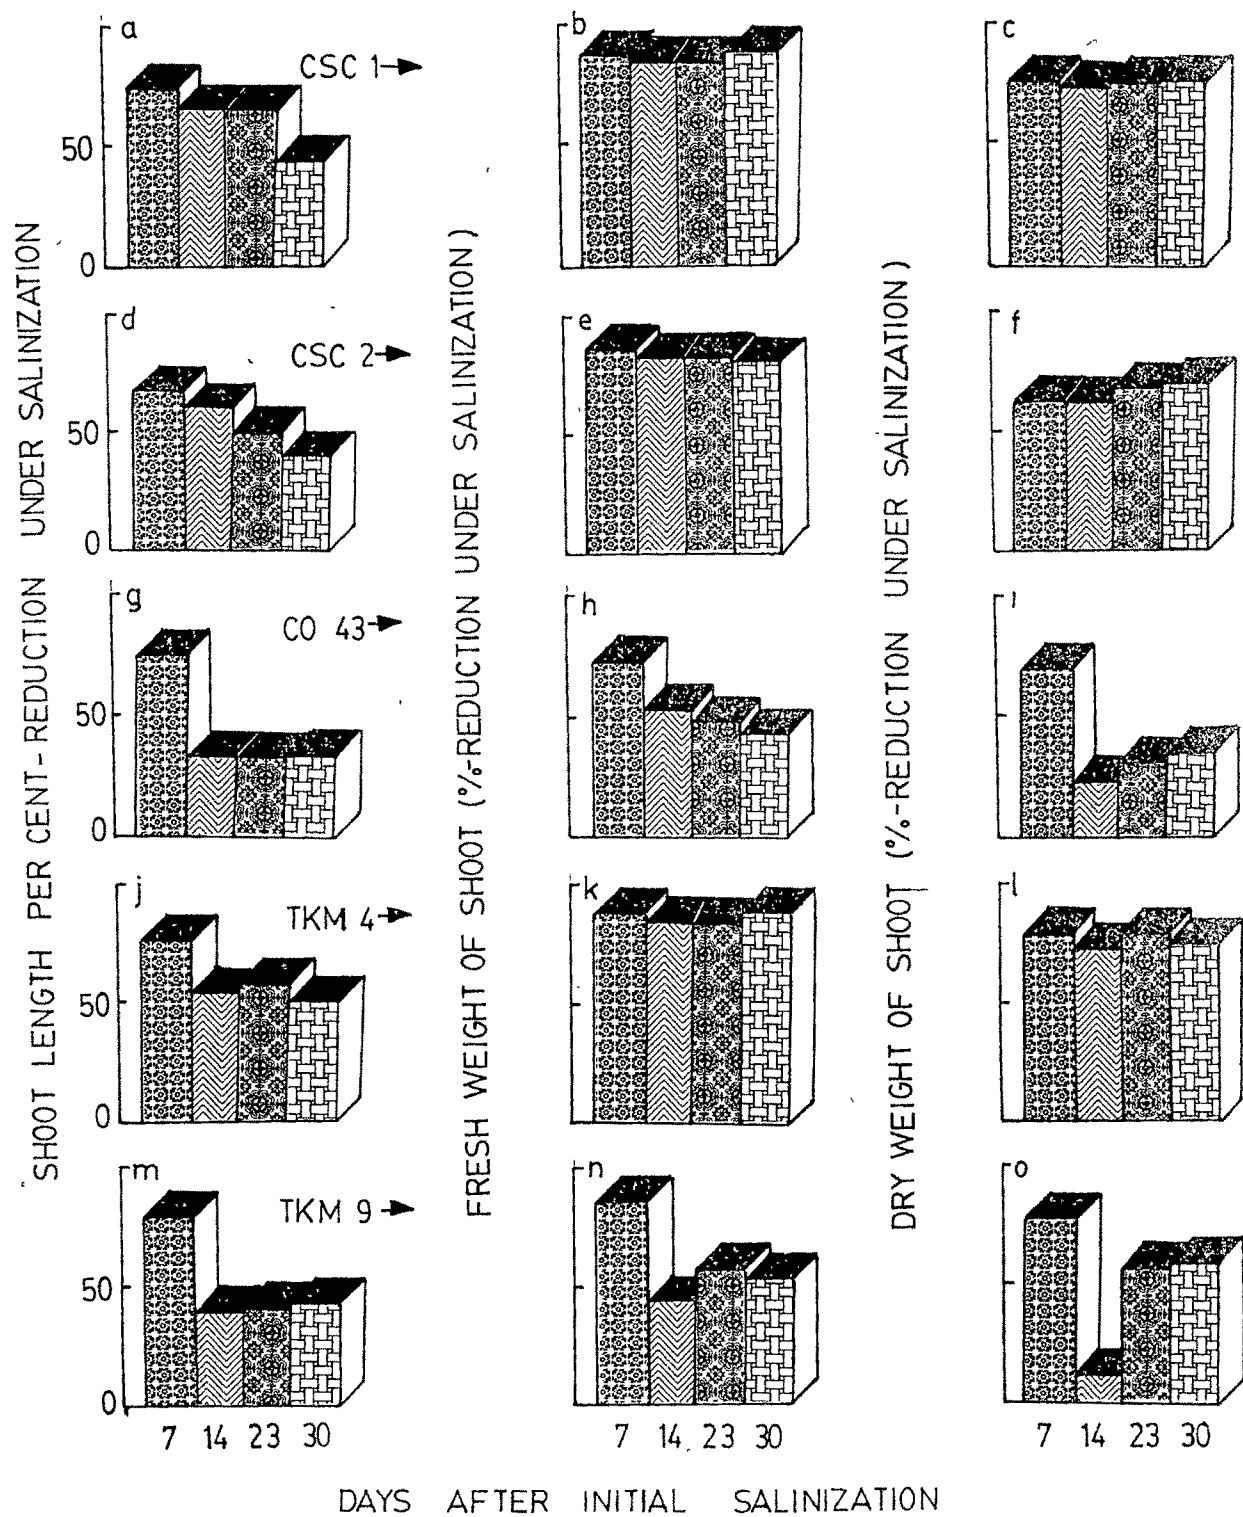 a
b
c
CSC 1
50
0
d
e
f
CSC 2
50
0
g
h
i
CO 43
50
0
j
k
l
TKM 4
50
0
m
n
o
TKM 9
50
0
7 14 23 30
7 14 23 30
7 14 23 30
SHOOT LENGTH PER CENT-REDUCTION UNDER SALINIZATION
FRESH WEIGHT OF SHOOT (%-REDUCTION UNDER SALINIZATION)
DRY WEIGHT OF SHOOT (%-REDUCTION UNDER SALINIZATION)
DAYS AFTER INITIAL SALINIZATION